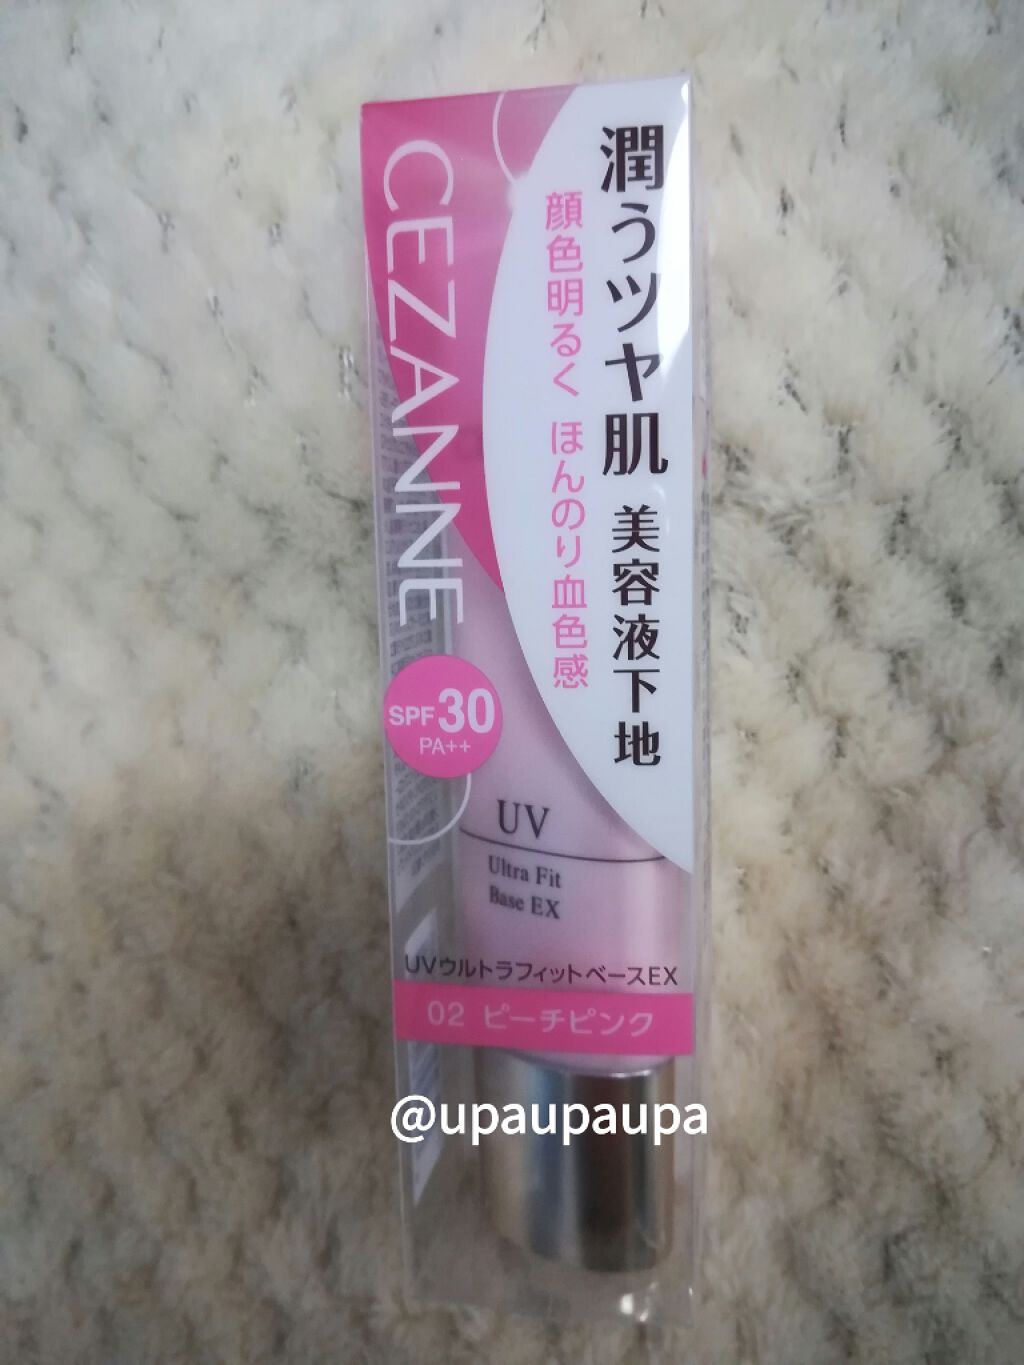 潤うツヤ肌 美容液下地
顔色明るく ほんのり血色感
CEZANNE
SPF30
PA++
UV
Ultra Fit
Base EX
UVウルトラフィットベースEX
02 ピーチピンク
@upaupaupa